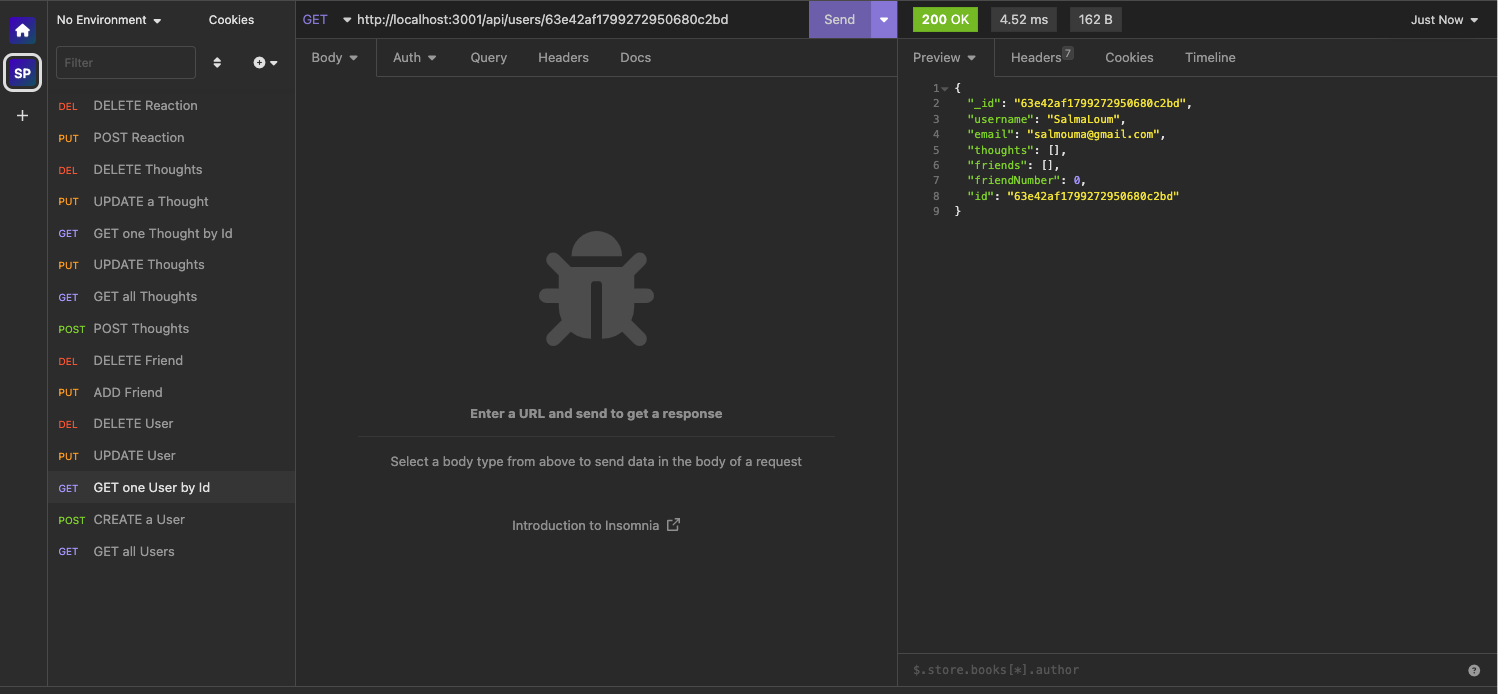 No Environment
Cookies
GET http://localhost:3001/api/users/63e42af1799272950680c2bd
Send
200 OK
4.52 ms
162 B
Just Now
SP
Filter
Body
Auth
Query
Headers
Docs
Preview
Headers 7
Cookies
Timeline
DEL DELETE Reaction
PUT POST Reaction
DEL DELETE Thoughts
PUT UPDATE a Thought
GET GET one Thought by Id
PUT UPDATE Thoughts
GET GET all Thoughts
POST POST Thoughts
DEL DELETE Friend
PUT ADD Friend
DEL DELETE User
PUT UPDATE User
GET GET one User by Id
POST CREATE a User
GET GET all Users
Enter a URL and send to get a response
Select a body type from above to send data in the body of a request
Introduction to Insomnia
1 {
2 "_id": "63e42af1799272950680c2bd",
3 "username": "SalmaLoum",
4 "email": "salmouma@gmail.com",
5 "thoughts": [],
6 "friends": [],
7 "friendNumber": 0,
8 "id": "63e42af1799272950680c2bd"
9 }
$.store.books[*].author
?